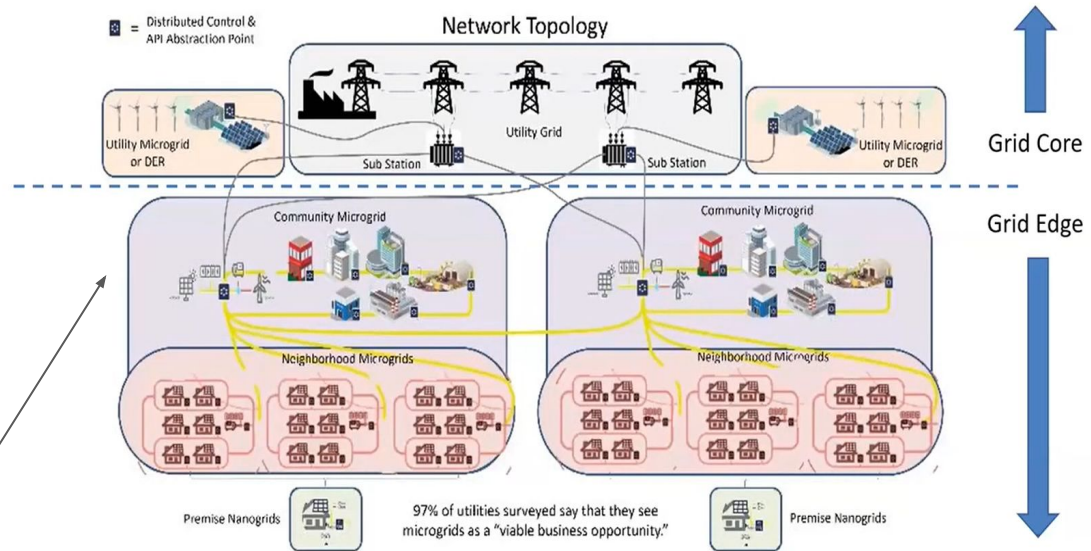 Network Topology
= Distributed Control &
API Abstraction Point
Utility Grid
Utility Microgrid
or DER
Sub Station
Sub Station
Utility Microgrid
or DER
Grid Core
Grid Edge
Community Microgrid
Community Microgrid
Neighborhood Microgrids
Neighborhood Microgrids
Premise Nanogrids
97% of utilities surveyed say that they see
microgrids as a “viable business opportunity.”
Premise Nanogrids